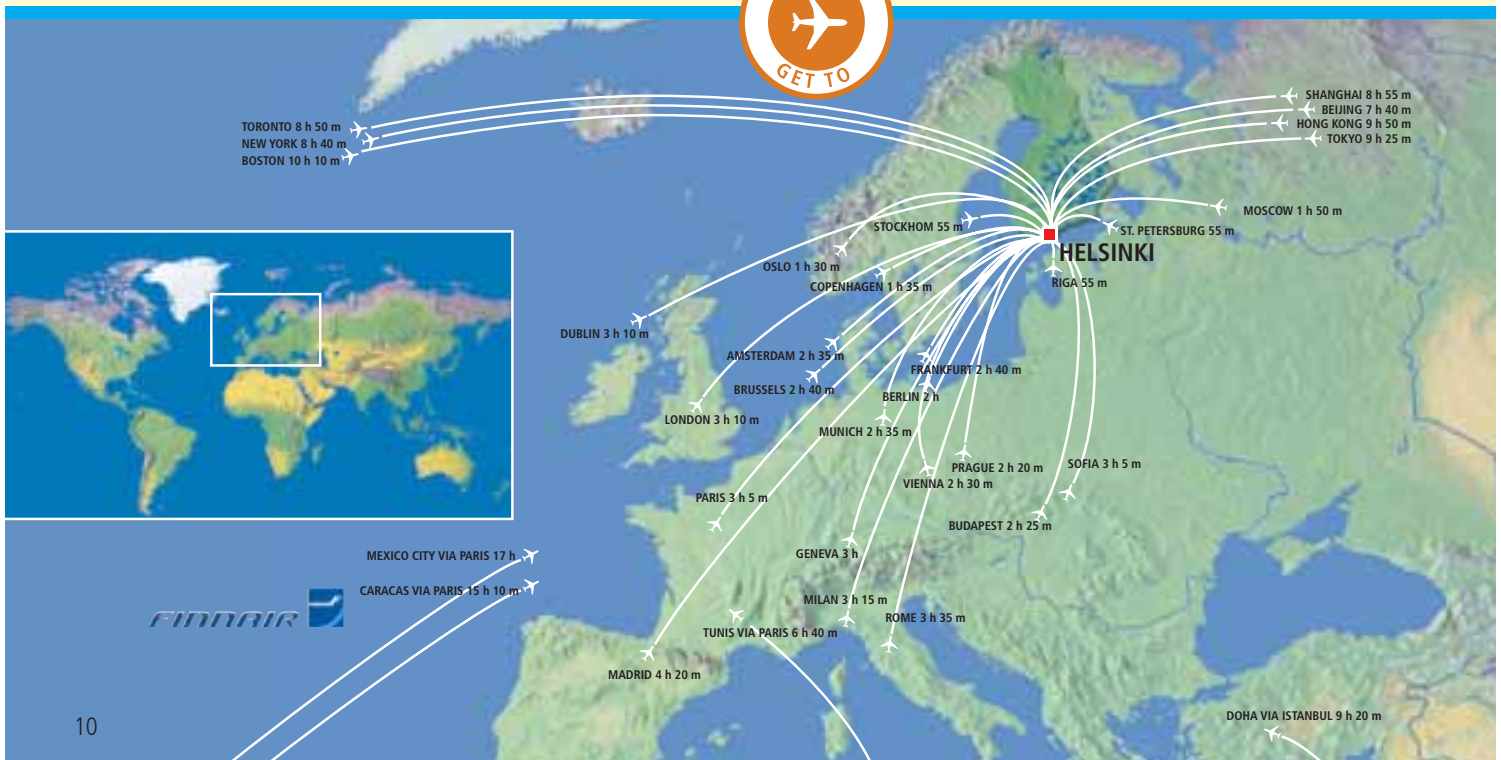 GET TO
TORONTO 8 h 50 m
NEW YORK 8 h 40 m
BOSTON 10 h 10 m
SHANGHAI 8 h 55 m
BEIJING 7 h 40 m
HONG KONG 9 h 50 m
TOKYO 9 h 25 m
MOSCOW 1 h 50 m
STOCKHOM 55 m
ST. PETERSBURG 55 m
HELSINKI
OSLO 1 h 30 m
COPENHAGEN 1 h 35 m
RIGA 55 m
DUBLIN 3 h 10 m
AMSTERDAM 2 h 35 m
FRANKFURT 2 h 40 m
BRUSSELS 2 h 40 m
BERLIN 2 h
LONDON 3 h 10 m
MUNICH 2 h 35 m
PRAGUE 2 h 20 m
SOFIA 3 h 5 m
VIENNA 2 h 30 m
PARIS 3 h 5 m
BUDAPEST 2 h 25 m
GENEVA 3 h
MEXICO CITY VIA PARIS 17 h
CARACAS VIA PARIS 15 h 10 m
FINNAIR
MILAN 3 h 15 m
ROME 3 h 35 m
TUNIS VIA PARIS 6 h 40 m
MADRID 4 h 20 m
DOHA VIA ISTANBUL 9 h 20 m
10